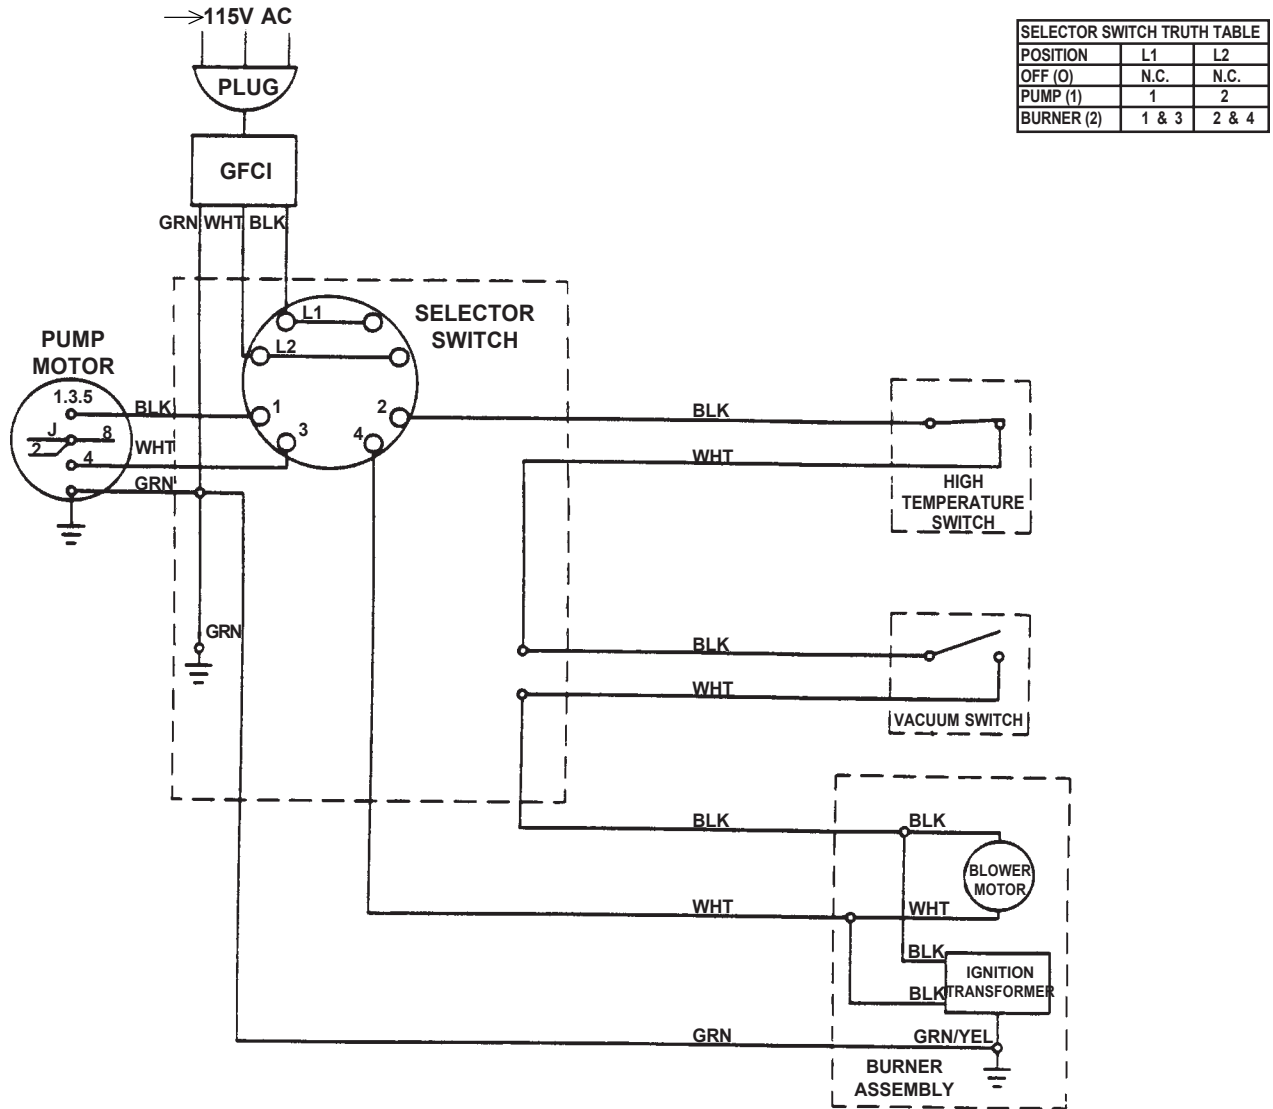 115V AC
PLUG
GFCI
GRN WHT BLK
SELECTOR SWITCH TRUTH TABLE
POSITION L1 L2
OFF (O) N.C. N.C.
PUMP (1) 1 2
BURNER (2) 1 & 3 2 & 4
L1
L2
1
2
3
4
SELECTOR
SWITCH
PUMP
MOTOR
1.3.5
J
8
2
4
BLK
WHT
GRN
GRN
BLK
WHT
HIGH
TEMPERATURE
SWITCH
BLK
WHT
VACUUM SWITCH
BLK
BLK
BLOWER
MOTOR
WHT
WHT
BLK
BLK
IGNITION
TRANSFORMER
GRN
GRN/YEL
BURNER
ASSEMBLY